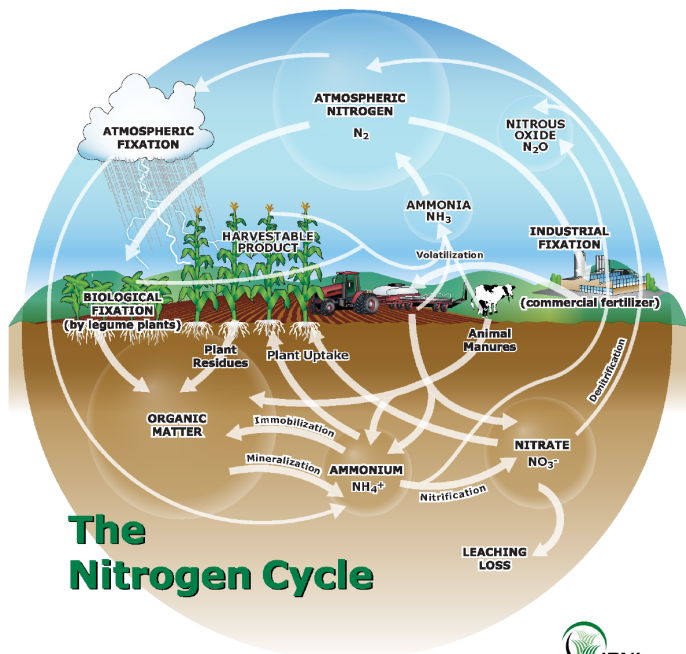 ATMOSPHERIC
NITROGEN
N₂
ATMOSPHERIC
FIXATION
NITROUS
OXIDE
N₂O
AMMONIA
NH₃
HARVESTABLE
PRODUCT
INDUSTRIAL
FIXATION
Volatilization
BIOLOGICAL
FIXATION
(by legume plants)
(commercial fertilizer)
Plant
Residues
Plant Uptake
Animal
Manures
Denitrification
ORGANIC
MATTER
Immobilization
Mineralization
AMMONIUM
NH₄⁺
Nitrification
NITRATE
NO₃⁻
LEACHING
LOSS
The
Nitrogen Cycle